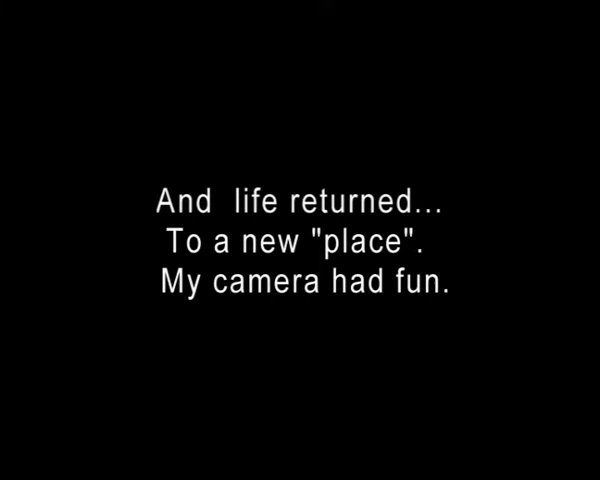 And life returned...
To a new "place".
My camera had fun.